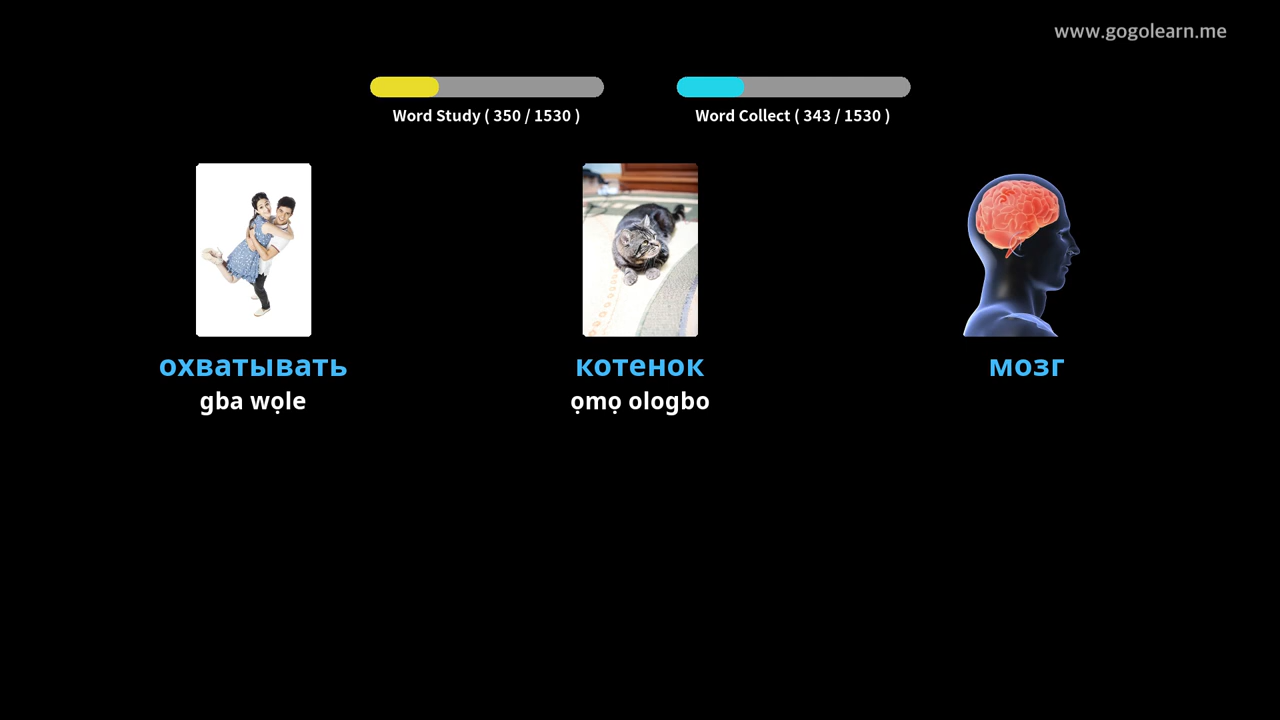 www.gogolearn.me
Word Study ( 350 / 1530 )
Word Collect ( 343 / 1530 )
охватывать
gba wọle
котенок
ọmọ ologbo
мозг